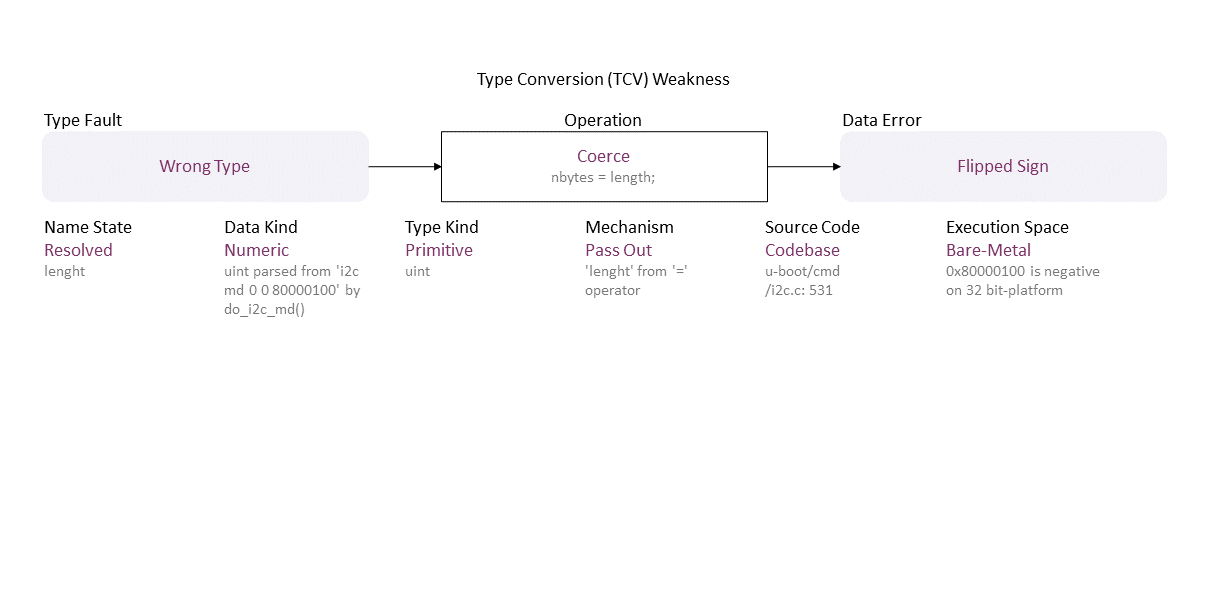 Type Conversion (TCV) Weakness
Type Fault
Operation
Data Error
Wrong Type
Coerce
nbytes = length;
Flipped Sign
Name State
Resolved
lenght
Data Kind
Numeric
uint parsed from 'i2c
md 0 0 80000100' by
do_i2c_md()
Type Kind
Primitive
uint
Mechanism
Pass Out
'lenght' from '='
operator
Source Code
Codebase
u-boot/cmd
/i2c.c: 531
Execution Space
Bare-Metal
0x80000100 is negative
on 32 bit-platform